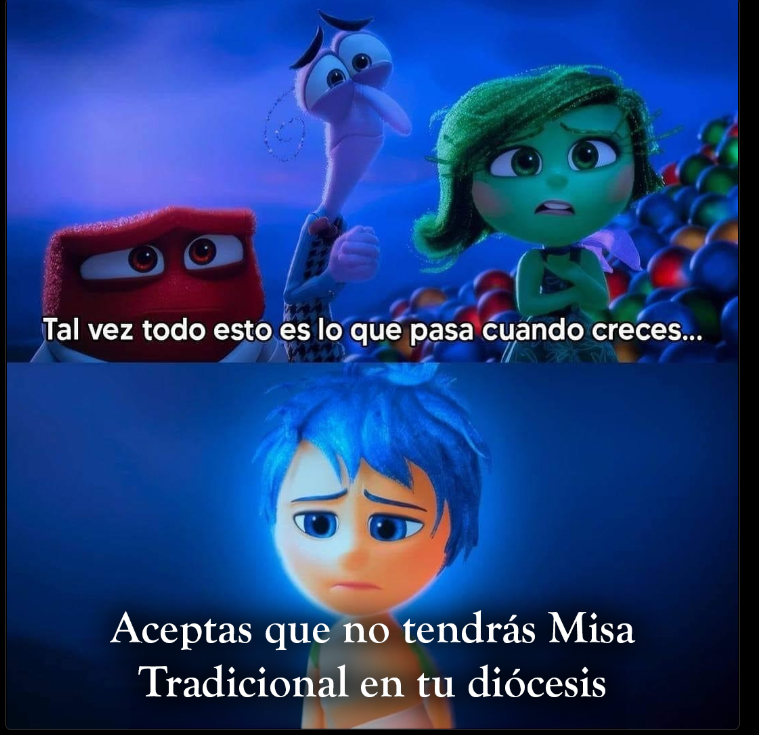 Tal vez todo esto es lo que pasa cuando creces...
Aceptas que no tendrás Misa
Tradicional en tu diócesis